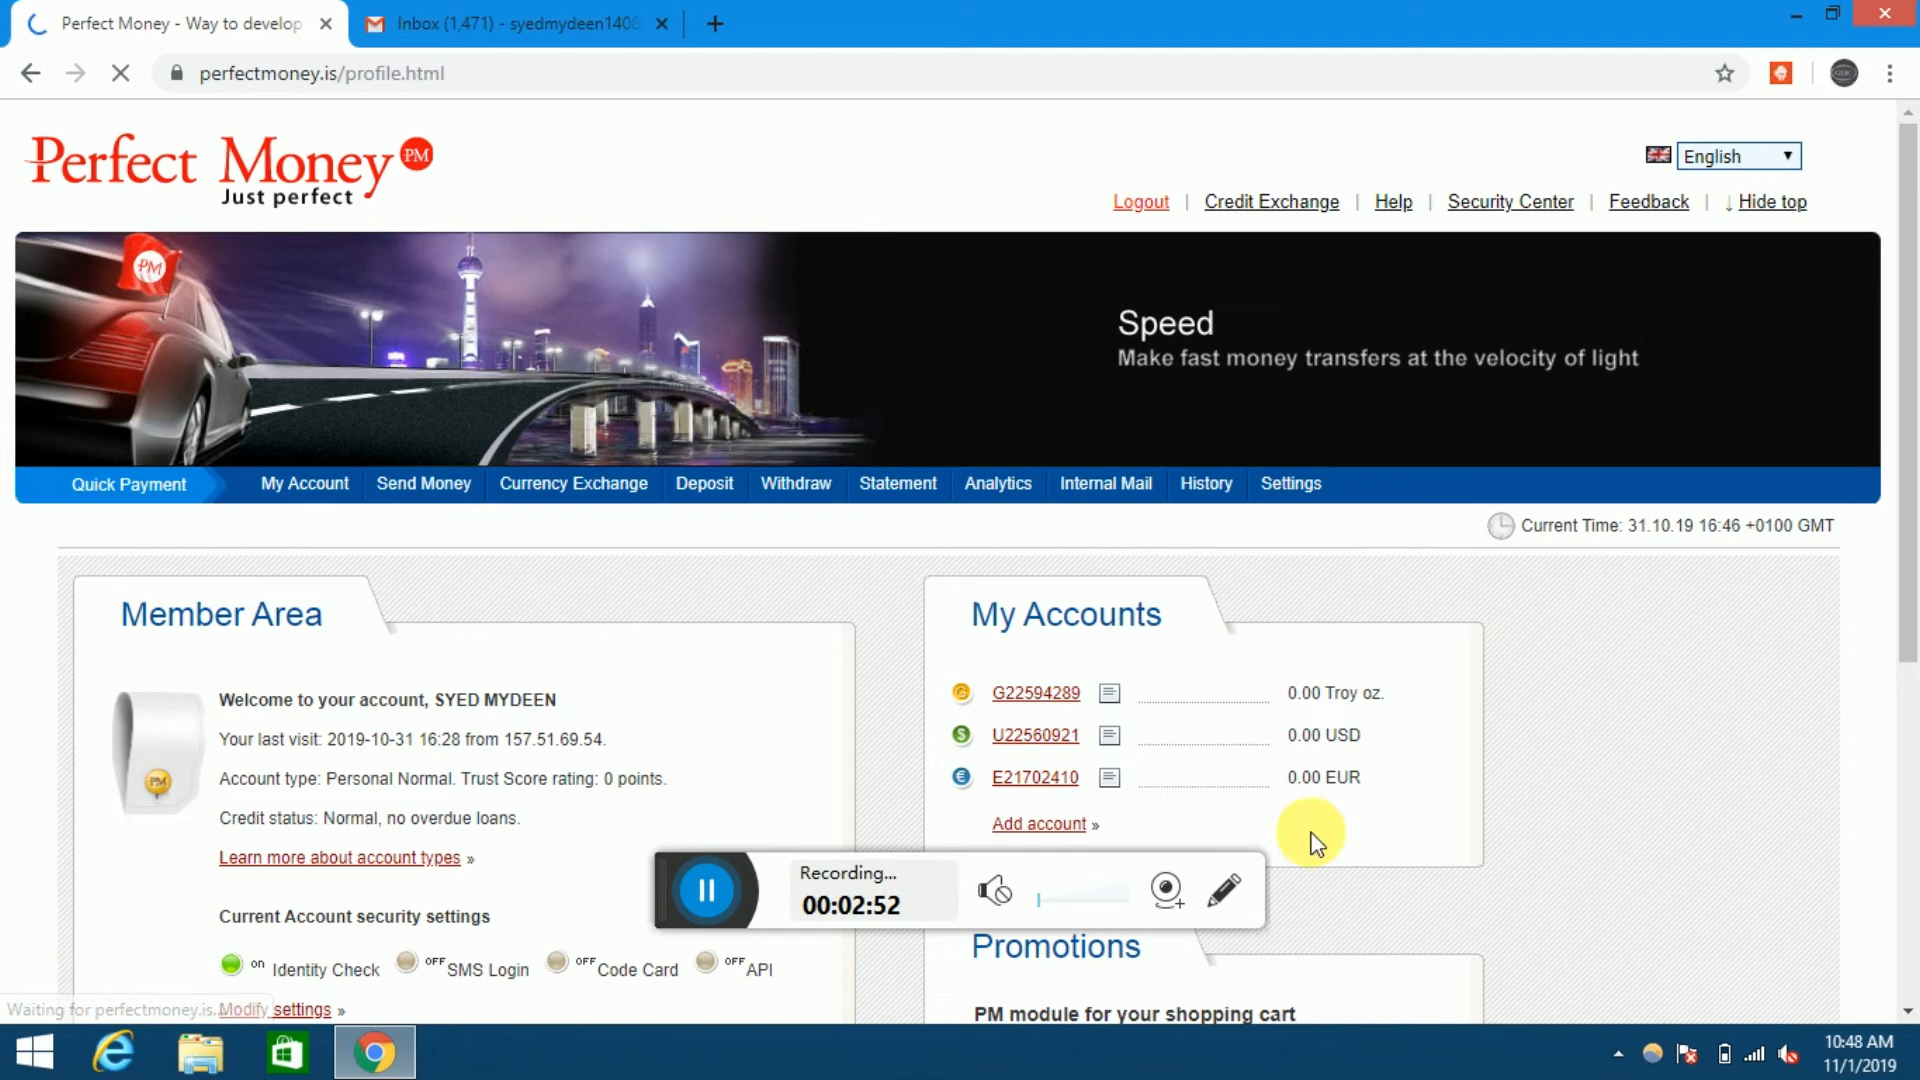 Perfect Money - Way to develop
Inbox (1,471) - syedmydeen1408
perfectmoney.is/profile.html
Perfect Money PM
Just perfect
English
Logout | Credit Exchange | Help | Security Center | Feedback | ↓ Hide top
PM
Speed
Make fast money transfers at the velocity of light
Quick Payment My Account Send Money Currency Exchange Deposit Withdraw Statement Analytics Internal Mail History Settings
Current Time: 31.10.19 16:46 +0100 GMT
Member Area
Welcome to your account, SYED MYDEEN
Your last visit: 2019-10-31 16:28 from 157.51.69.54.
Account type: Personal Normal. Trust Score rating: 0 points.
PM
Credit status: Normal, no overdue loans.
Learn more about account types »
Current Account security settings
on Identity Check OFF SMS Login OFF Code Card OFF API
Modify settings »
My Accounts
G22594289 0.00 Troy oz.
U22560921 0.00 USD
E21702410 0.00 EUR
Add account »
Recording...
00:02:52
Promotions
PM module for your shopping cart
Waiting for perfectmoney.is...
10:48 AM
11/1/2019